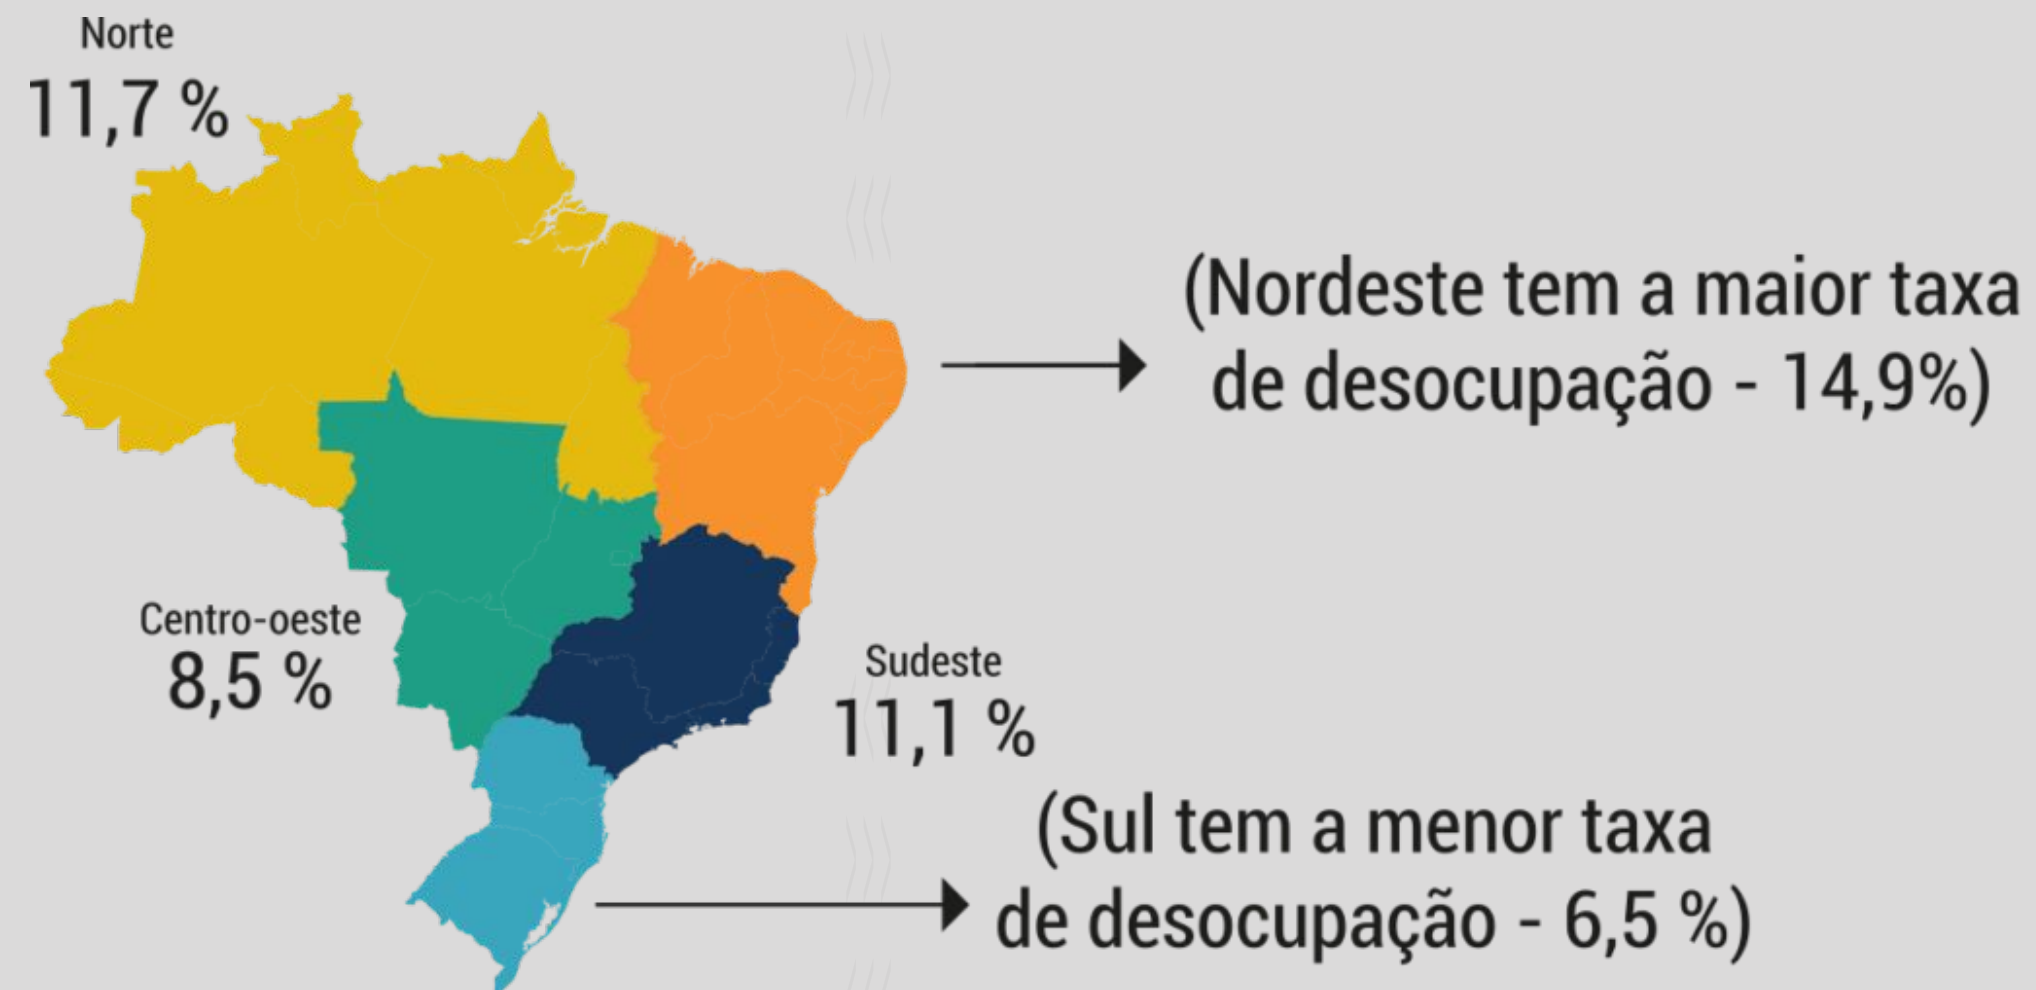 Norte
11,7 %
(Nordeste tem a maior taxa
de desocupação - 14,9%)
Centro-oeste
8,5 %
Sudeste
11,1 %
(Sul tem a menor taxa
de desocupação - 6,5 %)